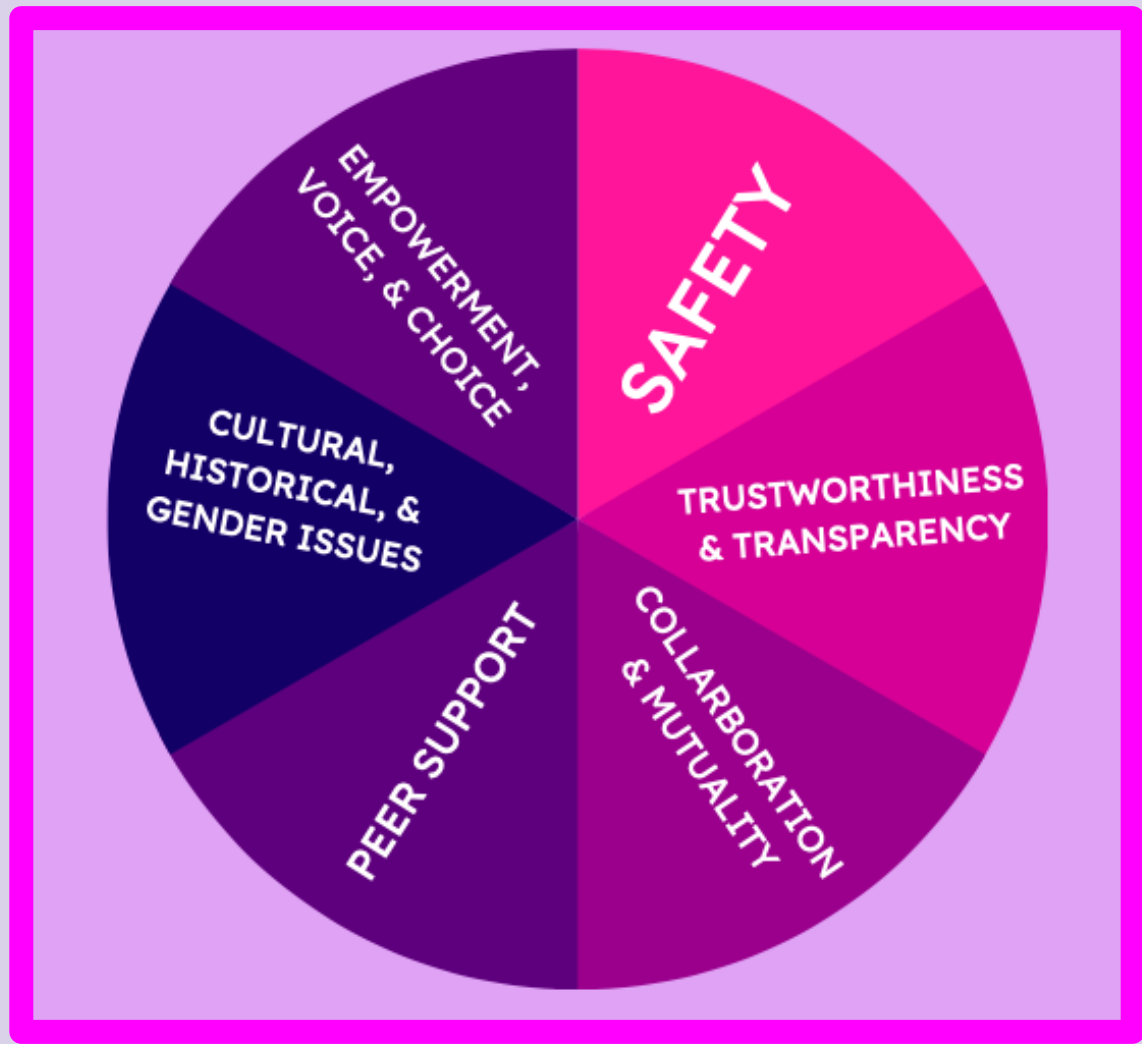 SAFETY
TRUSTWORTHINESS
& TRANSPARENCY
COLLARBORATION
& MUTUALITY
PEER SUPPORT
CULTURAL,
HISTORICAL, &
GENDER ISSUES
EMPOWERMENT,
VOICE, & CHOICE